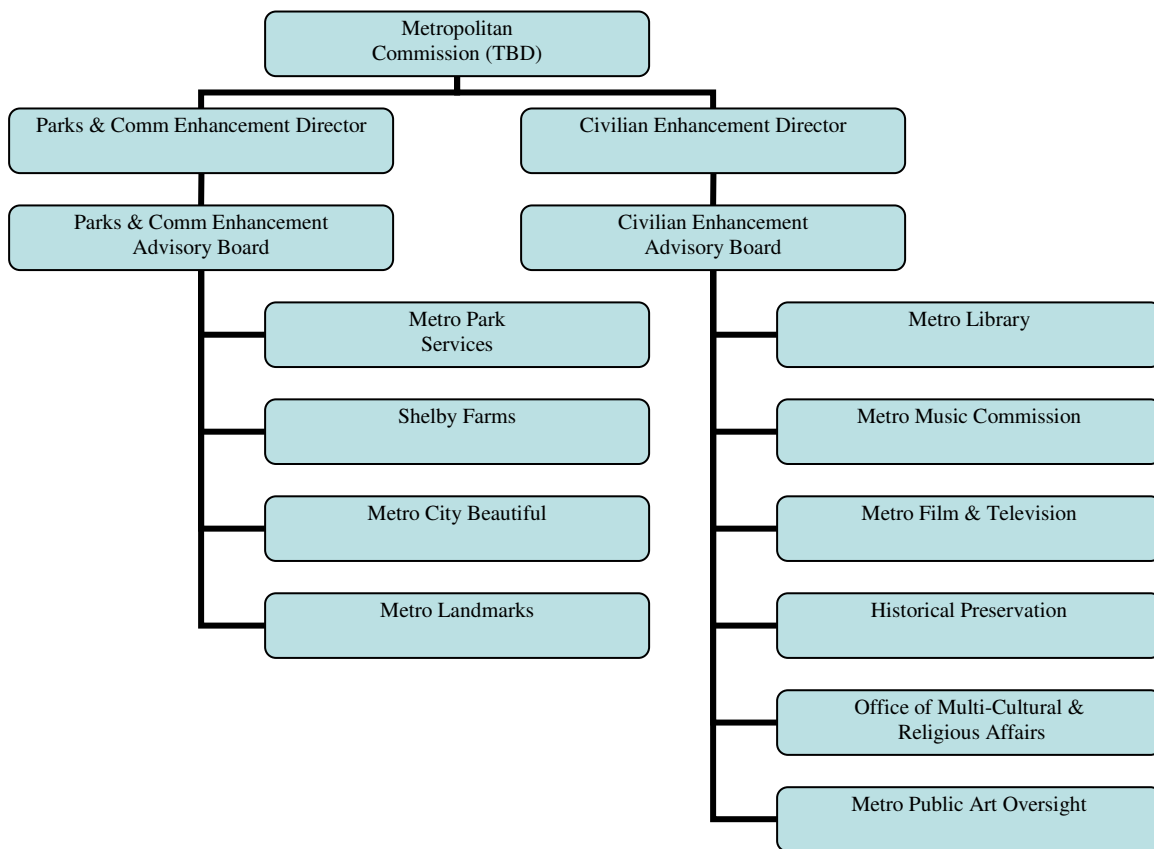 Metropolitan
Commission (TBD)
Parks & Comm Enhancement Director
Civilian Enhancement Director
Parks & Comm Enhancement
Advisory Board
Civilian Enhancement
Advisory Board
Metro Park
Services
Shelby Farms
Metro City Beautiful
Metro Landmarks
Metro Library
Metro Music Commission
Metro Film & Television
Historical Preservation
Office of Multi-Cultural &
Religious Affairs
Metro Public Art Oversight